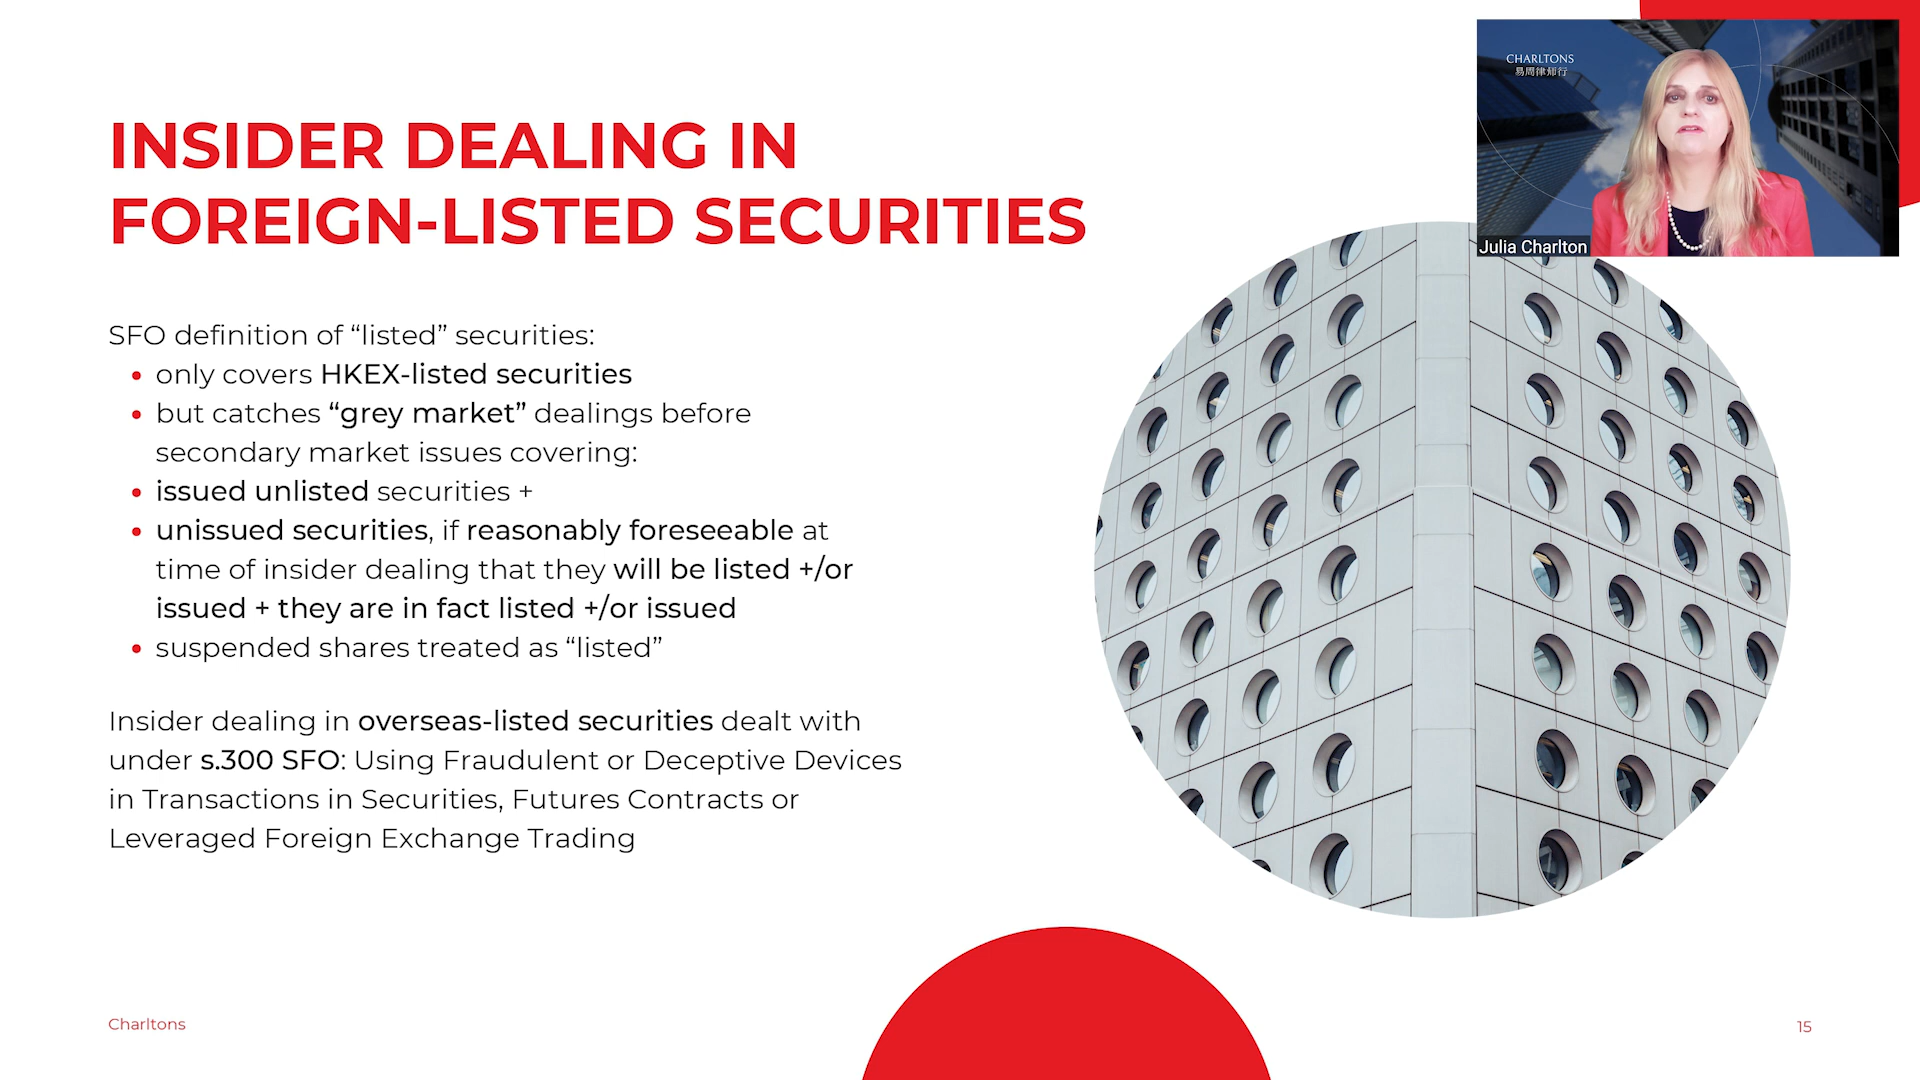 CHARLTONS
易周律师行
Julia Charlton
INSIDER DEALING IN
FOREIGN-LISTED SECURITIES
SFO definition of “listed” securities:
• only covers HKEX-listed securities
• but catches “grey market” dealings before
secondary market issues covering:
• issued unlisted securities +
• unissued securities, if reasonably foreseeable at
time of insider dealing that they will be listed +/or
issued + they are in fact listed +/or issued
• suspended shares treated as “listed”
Insider dealing in overseas-listed securities dealt with
under s.300 SFO: Using Fraudulent or Deceptive Devices
in Transactions in Securities, Futures Contracts or
Leveraged Foreign Exchange Trading
Charltons
15